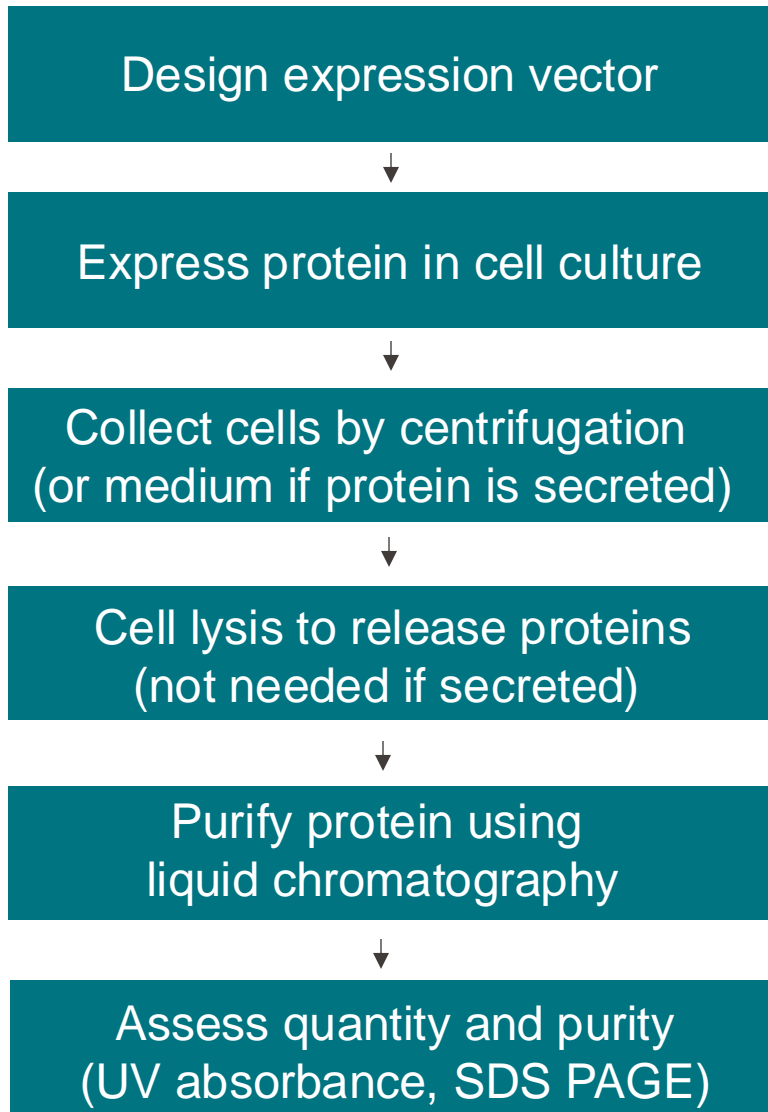 Design expression vector
Express protein in cell culture
Collect cells by centrifugation
(or medium if protein is secreted)
Cell lysis to release proteins
(not needed if secreted)
Purify protein using
liquid chromatography
Assess quantity and purity
(UV absorbance, SDS PAGE)